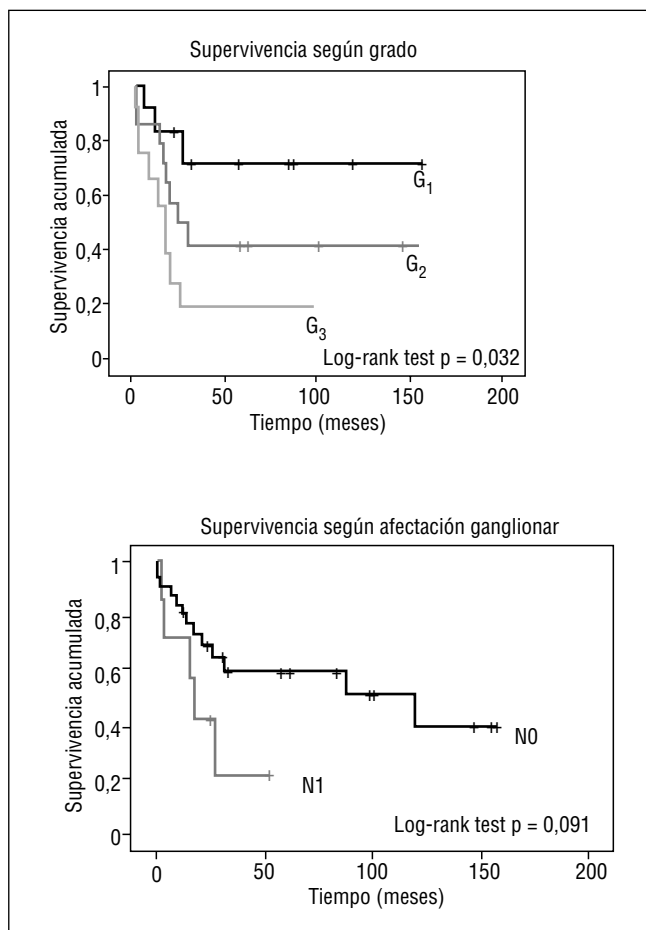 Supervivencia según grado
Supervivencia acumulada
1
0,8
0,6
0,4
0,2
0
G1
G2
G3
Log-rank test p = 0,032
0 50 100 150 200
Tiempo (meses)
Supervivencia según afectación ganglionar
Supervivencia acumulada
1
0,8
0,6
0,4
0,2
0
N0
N1
Log-rank test p = 0,091
0 50 100 150 200
Tiempo (meses)